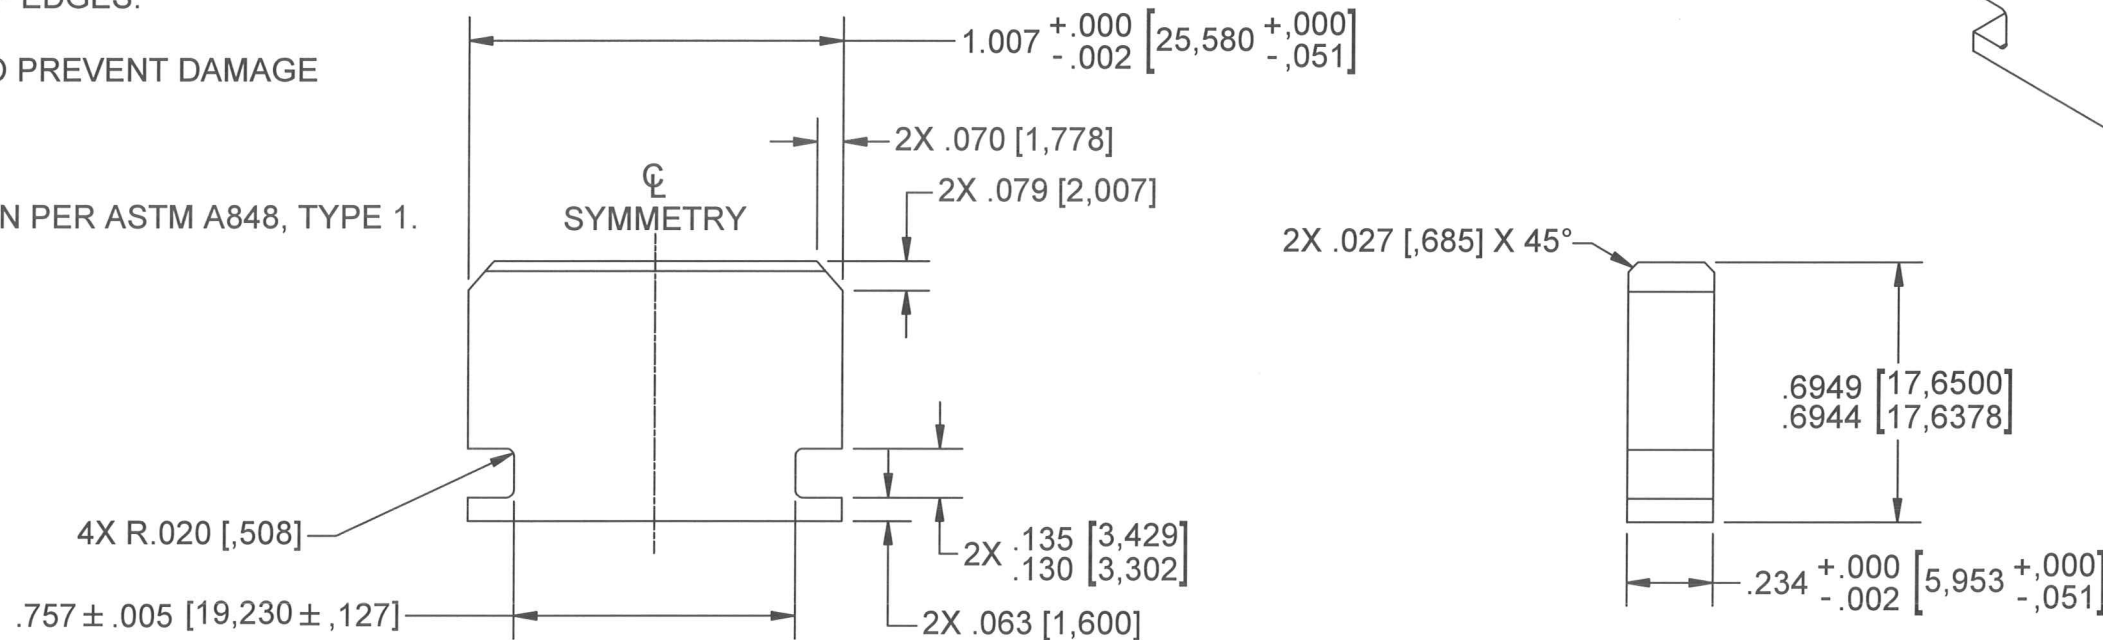 EDGES.
PREVENT DAMAGE
PER ASTM A848, TYPE 1.
1.007 +.000 -.002 [25,580 +,000 -,051]
2X .070 [1,778]
2X .079 [2,007]
℄
SYMMETRY
2X .027 [,685] X 45°
.6949 [17,6500]
.6944 [17,6378]
4X R.020 [,508]
2X .135 [3,429]
.130 [3,302]
.757 ± .005 [19,230 ± ,127]
2X .063 [1,600]
.234 +.000 -.002 [5,953 +,000 -,051]